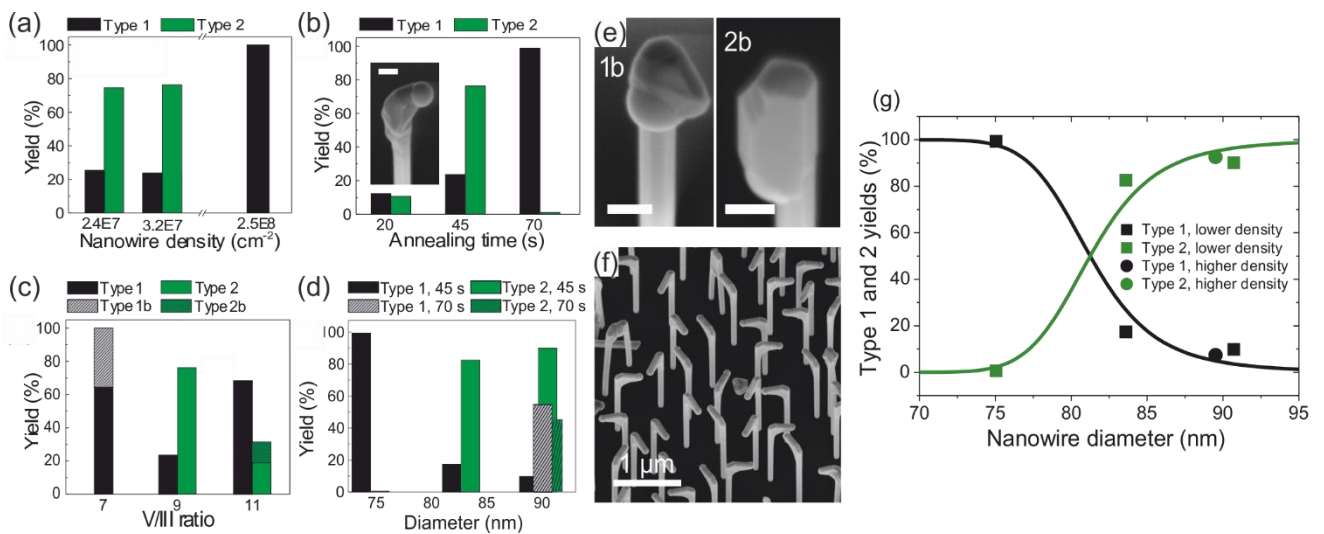 (a)
Type 1
Type 2
100
80
60
40
20
0
Yield (%)
2.4E7
3.2E7
2.5E8
Nanowire density (cm-2)
(b)
Type 1
Type 2
100
80
60
40
20
0
Yield (%)
20
45
70
Annealing time (s)
(c)
Type 1
Type 2
Type1b
Type2b
100
80
60
40
20
0
Yield (%)
7
9
11
V/III ratio
(d)
Type 1, 45 s
Type 2, 45 s
Type 1, 70 s
Type 2, 70 s
100
80
60
40
20
0
Yield (%)
75
80
85
90
Diameter (nm)
(e)
1b
2b
(f)
1 µm
(g)
Type 1 and 2 yields (%)
100
80
60
40
20
0
Type 1, lower density
Type 2, lower density
Type 1, higher density
Type 2, higher density
70
75
80
85
90
95
Nanowire diameter (nm)